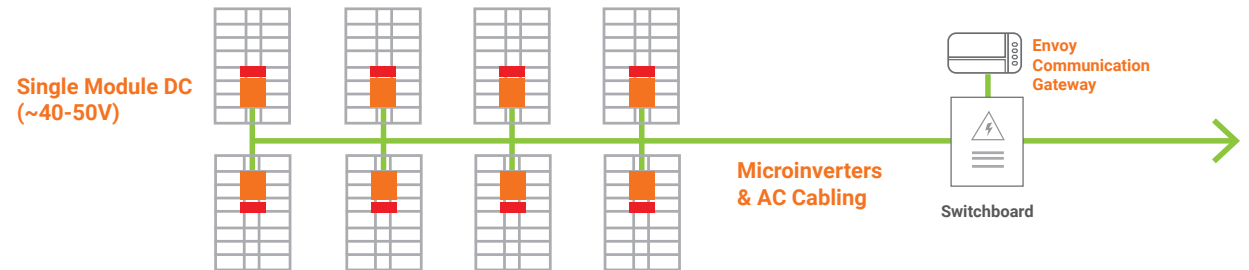 Single Module DC
(~40-50V)
Envoy
Communication
Gateway
Microinverters
& AC Cabling
Switchboard